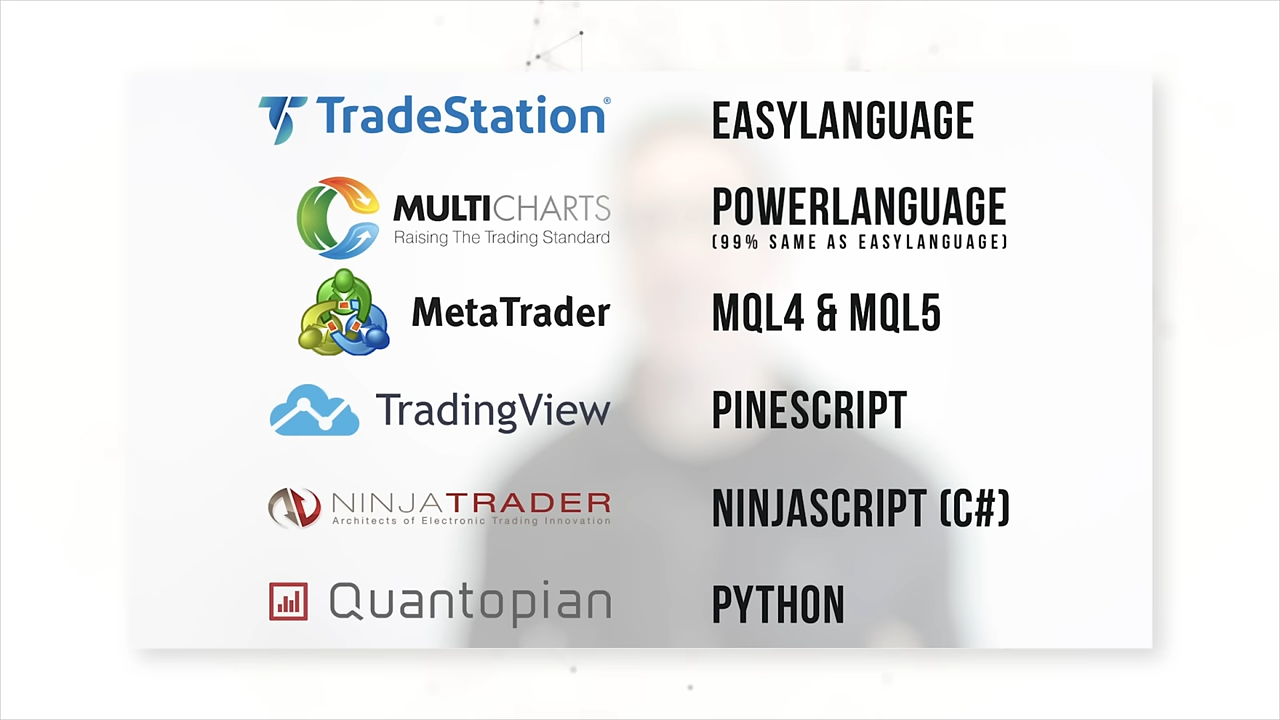 TradeStation®
EASYLANGUAGE
MULTICHARTS
Raising The Trading Standard
POWERLANGUAGE
(99% SAME AS EASYLANGUAGE)
MetaTrader
MQL4 & MQL5
TradingView
PINESCRIPT
NINJATRADER
Architects of Electronic Trading Innovation
NINJASCRIPT (C#)
Quantopian
PYTHON